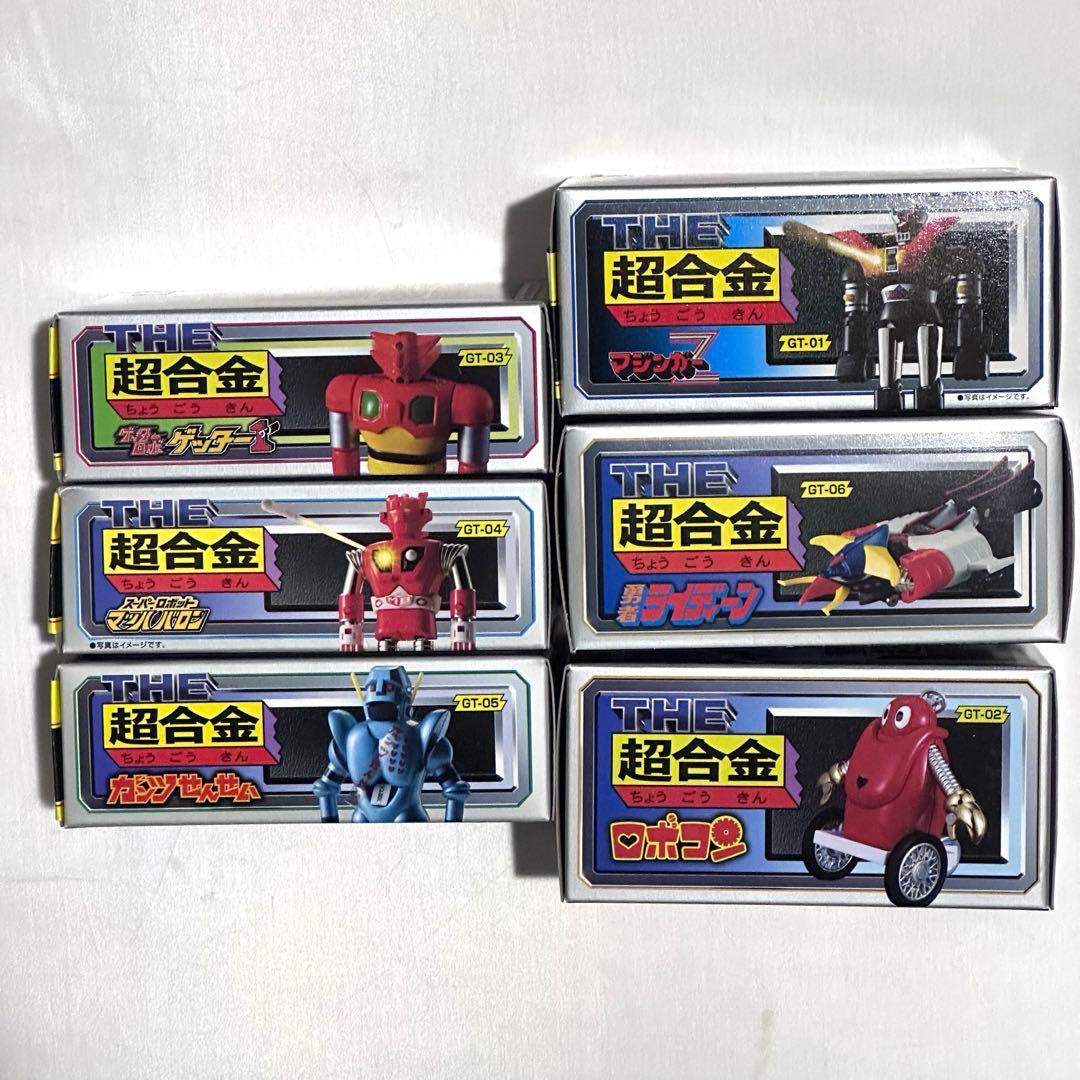 THE
超合金
ちょう ごう きん
GT-03
ゲッターロボ ゲッター1
THE
超合金
ちょう ごう きん
GT-04
スーパーロボット
マッハバロン
●写真はイメージです。
THE
超合金
ちょう ごう きん
GT-05
ガンツせんせい
THE
超合金
ちょう ごう きん
GT-01
マジンガーZ
●写真はイメージです。
THE
超合金
ちょう ごう きん
GT-06
勇者ライディーン
THE
超合金
ちょう ごう きん
GT-02
ロボコン